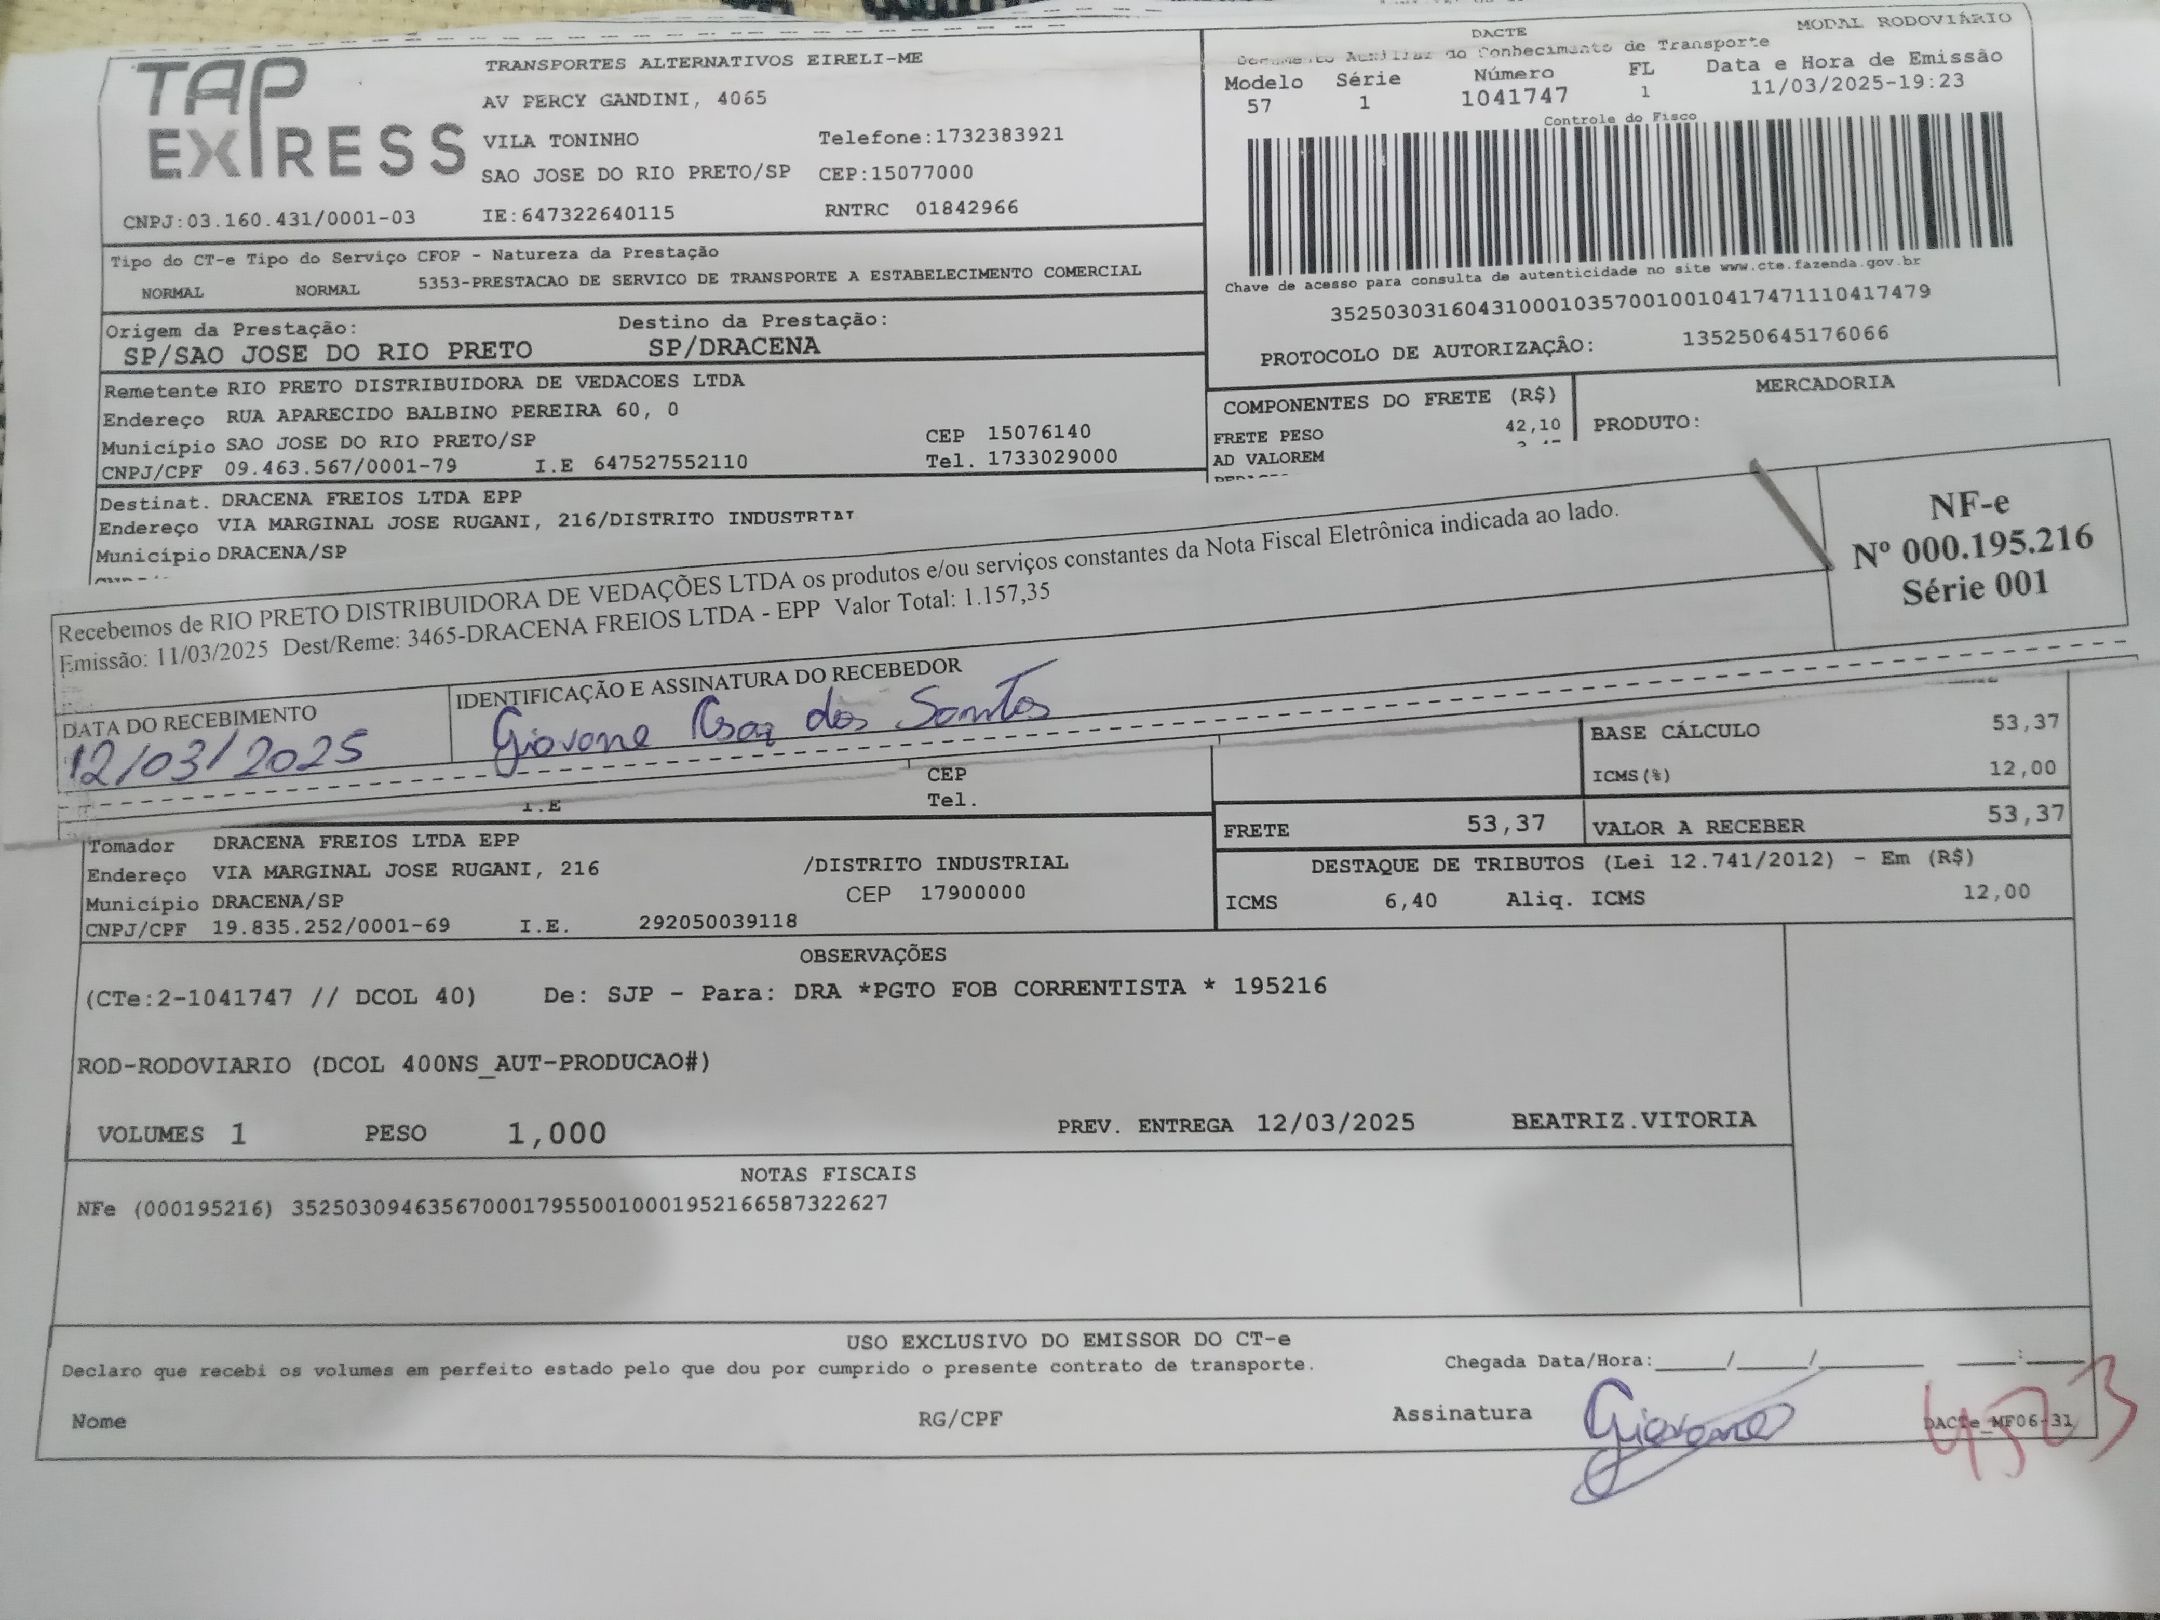 TAP EXPRESS
TRANSPORTES ALTERNATIVOS EIRELI-ME
AV PERCY GANDINI, 4065
VILA TONINHO Telefone:1732383921
SAO JOSE DO RIO PRETO/SP CEP:15077000
CNPJ:03.160.431/0001-03 IE:647322640115 RNTRC 01842966
DACTE MODAL RODOVIÁRIO
Documento Auxiliar do Conhecimento de Transporte
Modelo Série Número FL Data e Hora de Emissão
57 1 1041747 1 11/03/2025-19:23
Controle do Fisco
Chave de acesso para consulta de autenticidade no site www.cte.fazenda.gov.br
35250303160431000103570010010417471110417479
PROTOCOLO DE AUTORIZAÇÃO: 135250645176066
Tipo do CT-e Tipo do Serviço CFOP - Natureza da Prestação
NORMAL NORMAL 5353-PRESTACAO DE SERVICO DE TRANSPORTE A ESTABELECIMENTO COMERCIAL
Origem da Prestação: Destino da Prestação:
SP/SAO JOSE DO RIO PRETO SP/DRACENA
Remetente RIO PRETO DISTRIBUIDORA DE VEDACOES LTDA
Endereço RUA APARECIDO BALBINO PEREIRA 60, 0
Município SAO JOSE DO RIO PRETO/SP CEP 15076140
CNPJ/CPF 09.463.567/0001-79 I.E 647527552110 Tel. 1733029000
COMPONENTES DO FRETE (R$) MERCADORIA
FRETE PESO 42,10 PRODUTO:
AD VALOREM
Destinat. DRACENA FREIOS LTDA EPP
Endereço VIA MARGINAL JOSE RUGANI, 216/DISTRITO INDUSTRIAL
Município DRACENA/SP
Recebemos de RIO PRETO DISTRIBUIDORA DE VEDAÇÕES LTDA os produtos e/ou serviços constantes da Nota Fiscal Eletrônica indicada ao lado.
Emissão: 11/03/2025 Dest/Reme: 3465-DRACENA FREIOS LTDA - EPP Valor Total: 1.157,35
NF-e
Nº 000.195.216
Série 001
DATA DO RECEBIMENTO IDENTIFICAÇÃO E ASSINATURA DO RECEBEDOR
12/03/2025 Giovone dos Santos
BASE CÁLCULO 53,37
ICMS(%) 12,00
CEP
I.E Tel.
FRETE 53,37 VALOR A RECEBER 53,37
Tomador DRACENA FREIOS LTDA EPP
Endereço VIA MARGINAL JOSE RUGANI, 216 /DISTRITO INDUSTRIAL
Município DRACENA/SP CEP 17900000
CNPJ/CPF 19.835.252/0001-69 I.E. 292050039118
DESTAQUE DE TRIBUTOS (Lei 12.741/2012) - Em (R$)
ICMS 6,40 Aliq. ICMS 12,00
OBSERVAÇÕES
(CTe:2-1041747 // DCOL 40) De: SJP - Para: DRA *PGTO FOB CORRENTISTA * 195216
ROD-RODOVIARIO (DCOL 400NS_AUT-PRODUCAO#)
VOLUMES 1 PESO 1,000 PREV. ENTREGA 12/03/2025 BEATRIZ.VITORIA
NOTAS FISCAIS
NFe (000195216) 35250309463567000179550010001952166587322627
USO EXCLUSIVO DO EMISSOR DO CT-e
Declaro que recebi os volumes em perfeito estado pelo que dou por cumprido o presente contrato de transporte. Chegada Data/Hora:_____/_____/_______ ____:____
Nome RG/CPF Assinatura DACTe_MF06-31